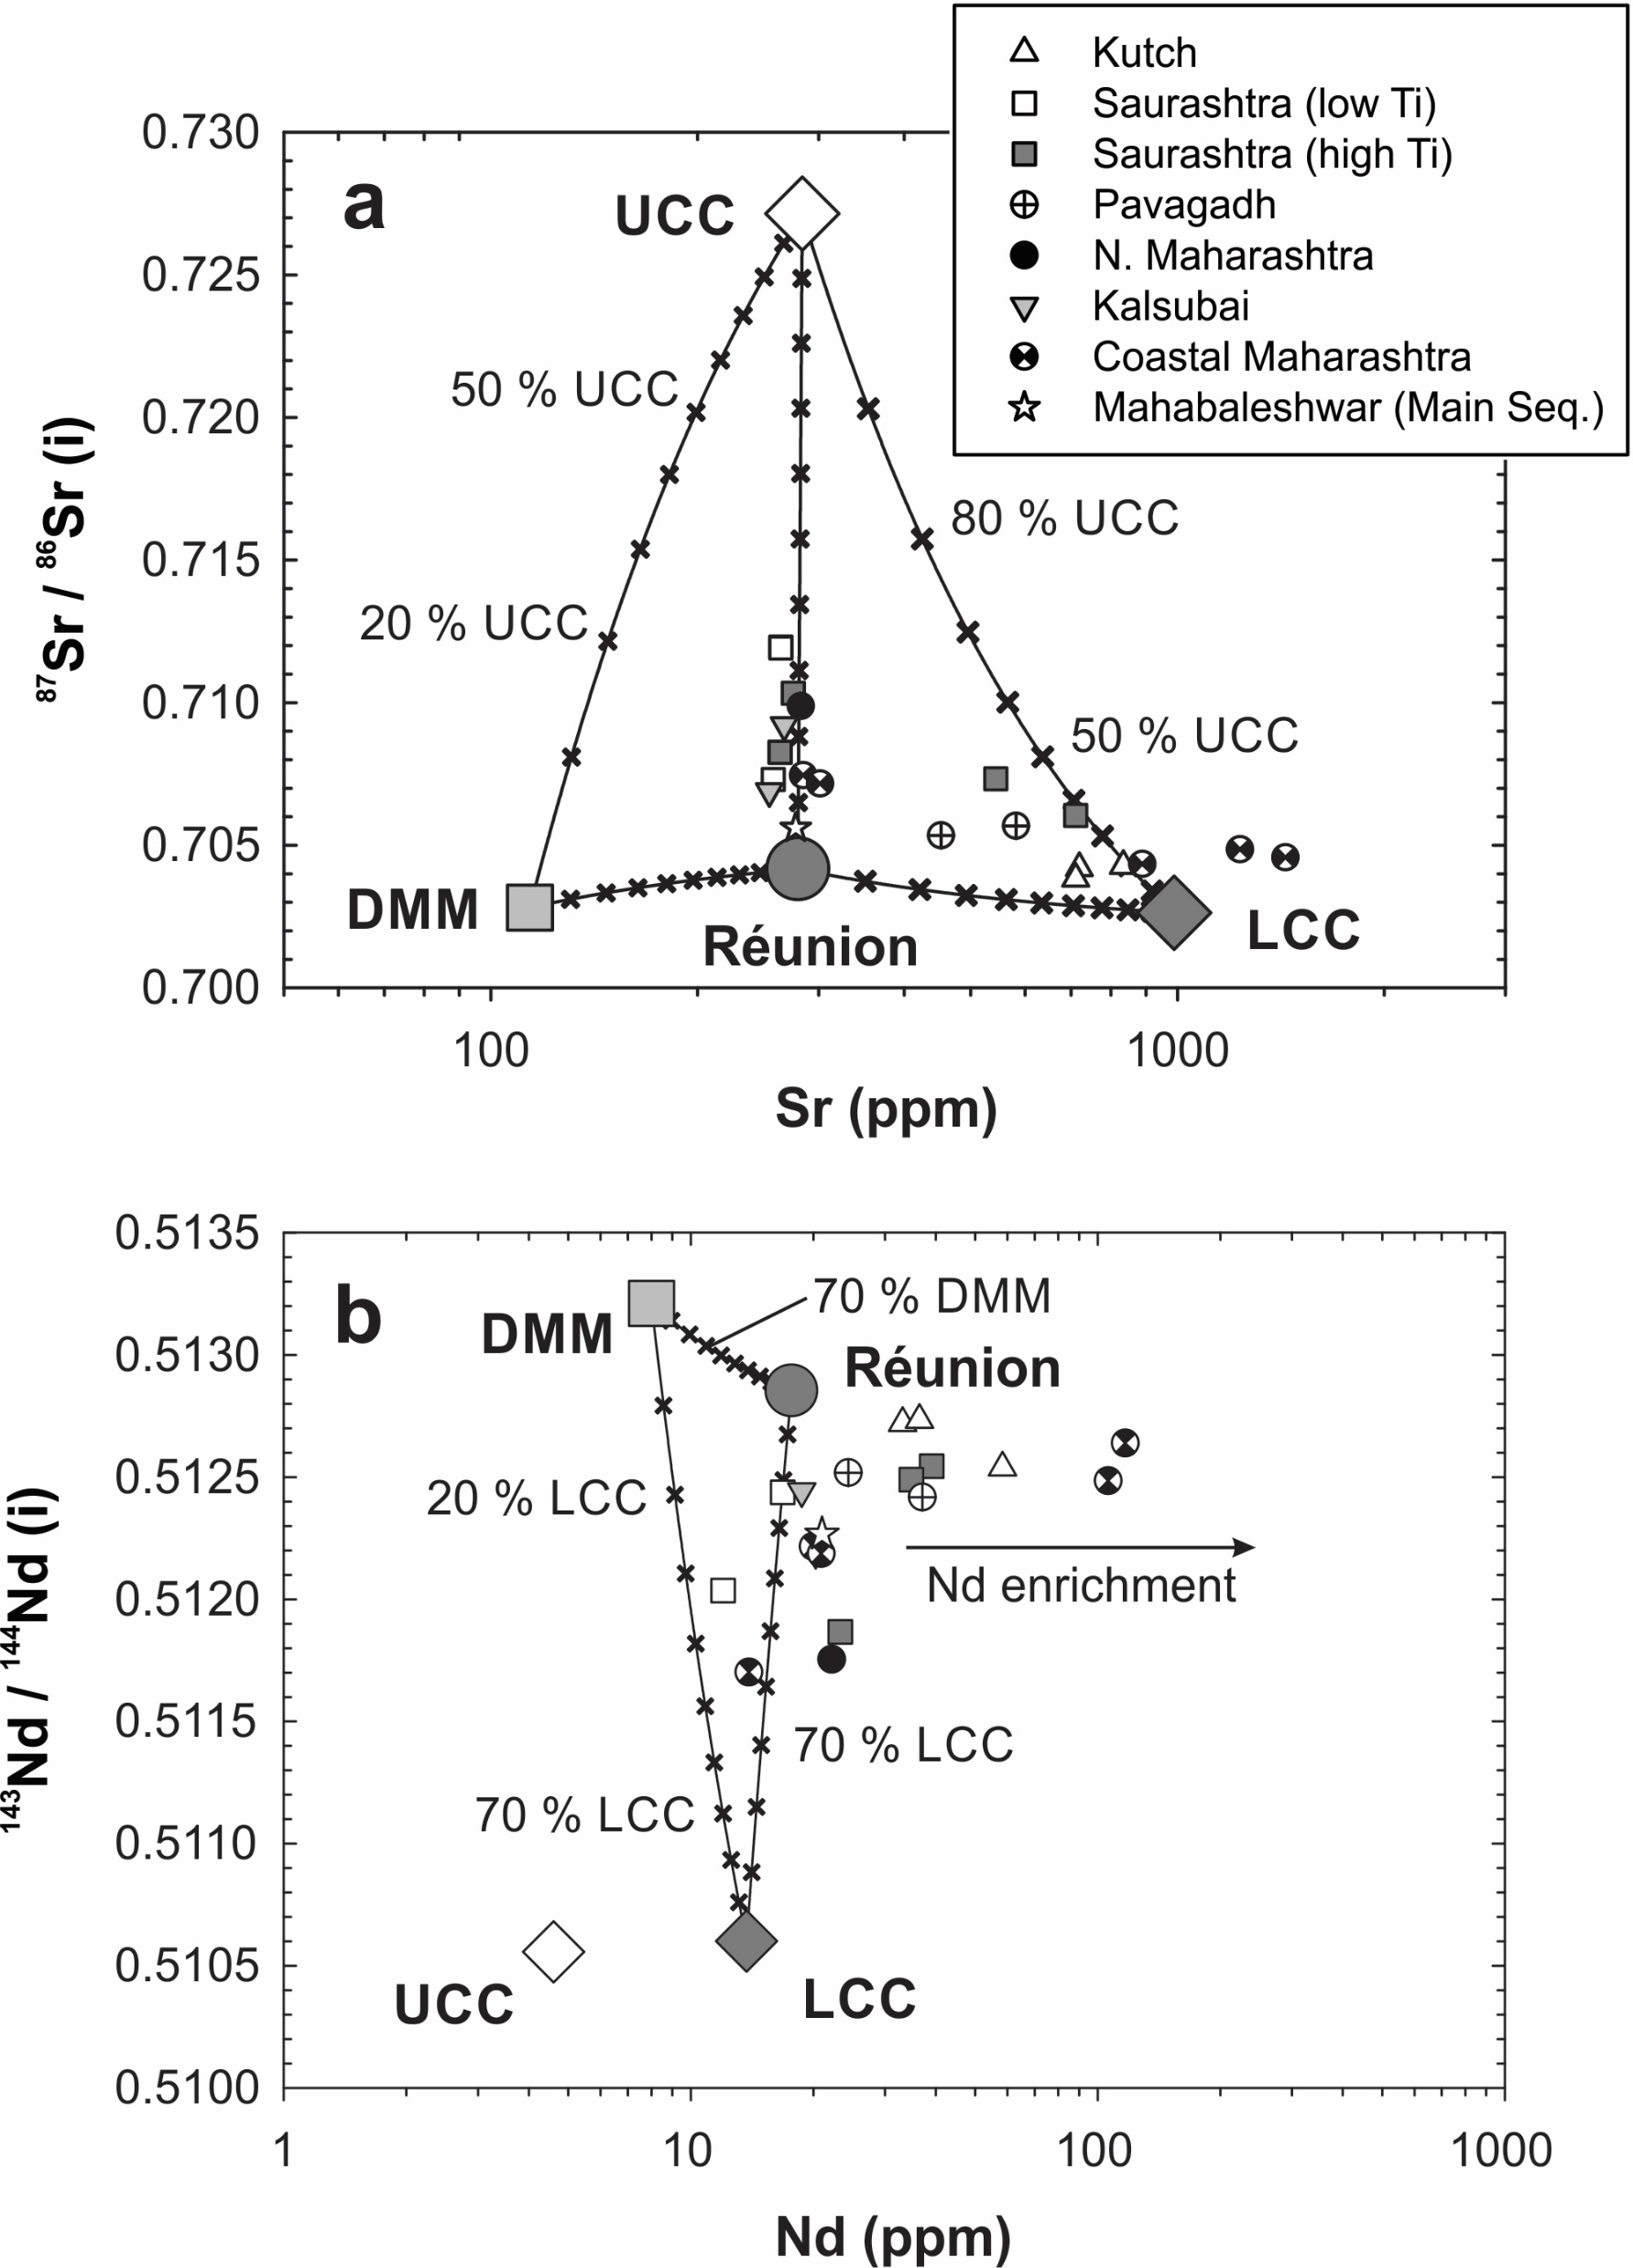 Kutch
Saurashtra (low Ti)
Saurashtra (high Ti)
Pavagadh
N. Maharashtra
Kalsubai
Coastal Maharashtra
Mahabaleshwar (Main Seq.)
0.730
a
UCC
0.725
50 % UCC
0.720
80 % UCC
0.715
20 % UCC
0.710
50 % UCC
0.705
DMM
Réunion
LCC
0.700
87Sr / 86Sr (i)
100
1000
Sr (ppm)
0.5135
b
70 % DMM
DMM
0.5130
Réunion
0.5125
20 % LCC
Nd enrichment
0.5120
0.5115
70 % LCC
70 % LCC
0.5110
0.5105
UCC
LCC
0.5100
143Nd / 144Nd (i)
1
10
100
1000
Nd (ppm)